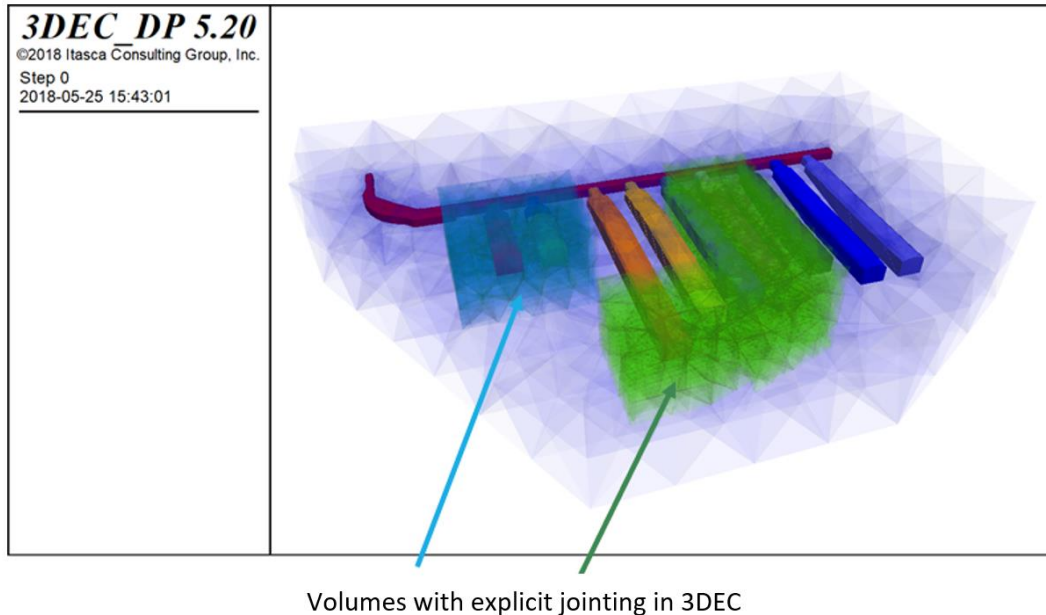 3DEC_DP 5.20
©2018 Itasca Consulting Group, Inc.
Step 0
2018-05-25 15:43:01
Volumes with explicit jointing in 3DEC